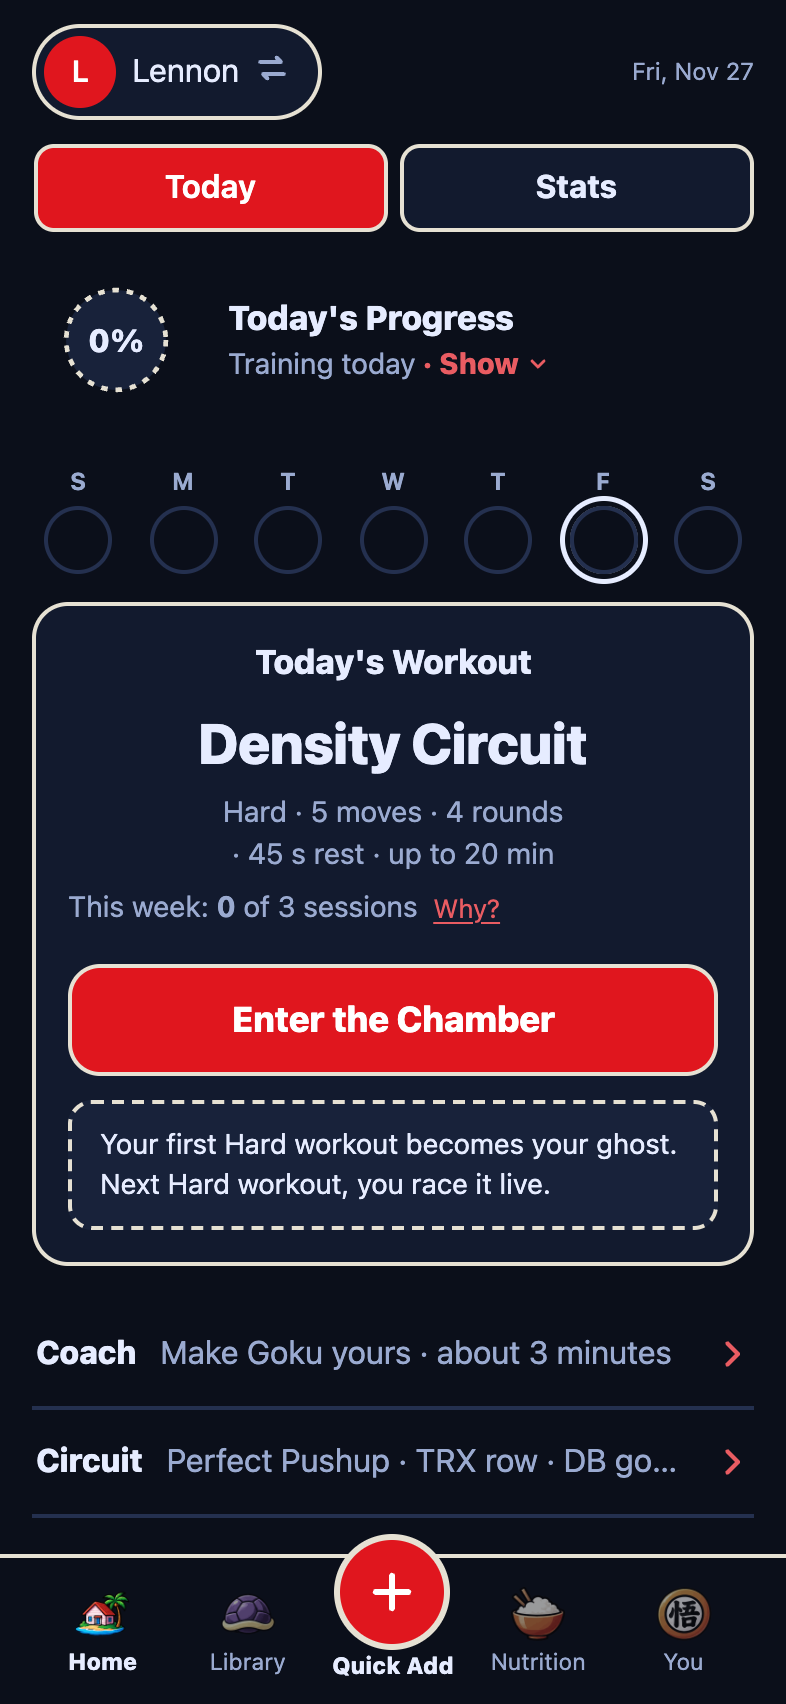 L Lennon
Fri, Nov 27
Today
Stats
0%
Today's Progress
Training today · Show
S M T W T F S
Today's Workout
Density Circuit
Hard · 5 moves · 4 rounds
· 45 s rest · up to 20 min
This week: 0 of 3 sessions Why?
Enter the Chamber
Your first Hard workout becomes your ghost.
Next Hard workout, you race it live.
Coach Make Goku yours · about 3 minutes
Circuit Perfect Pushup · TRX row · DB go...
悟
Home Library Quick Add Nutrition You